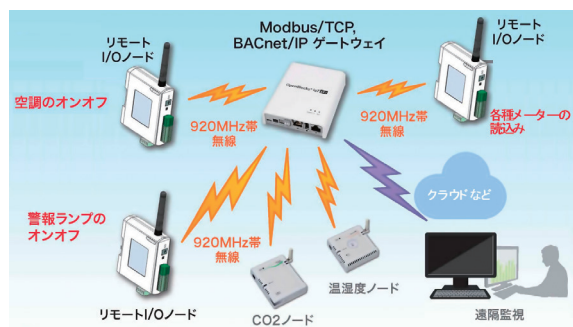 Modbus/TCP,
BACnet/IP ゲートウェイ
リモート
I/Oノード
リモート
I/Oノード
空調のオンオフ
920MHz帯
無線
920MHz帯
無線
各種メーターの
読込み
クラウドなど
警報ランプの
オンオフ
920MHz帯
無線
リモートI/Oノード
CO2ノード
温湿度ノード
遠隔監視